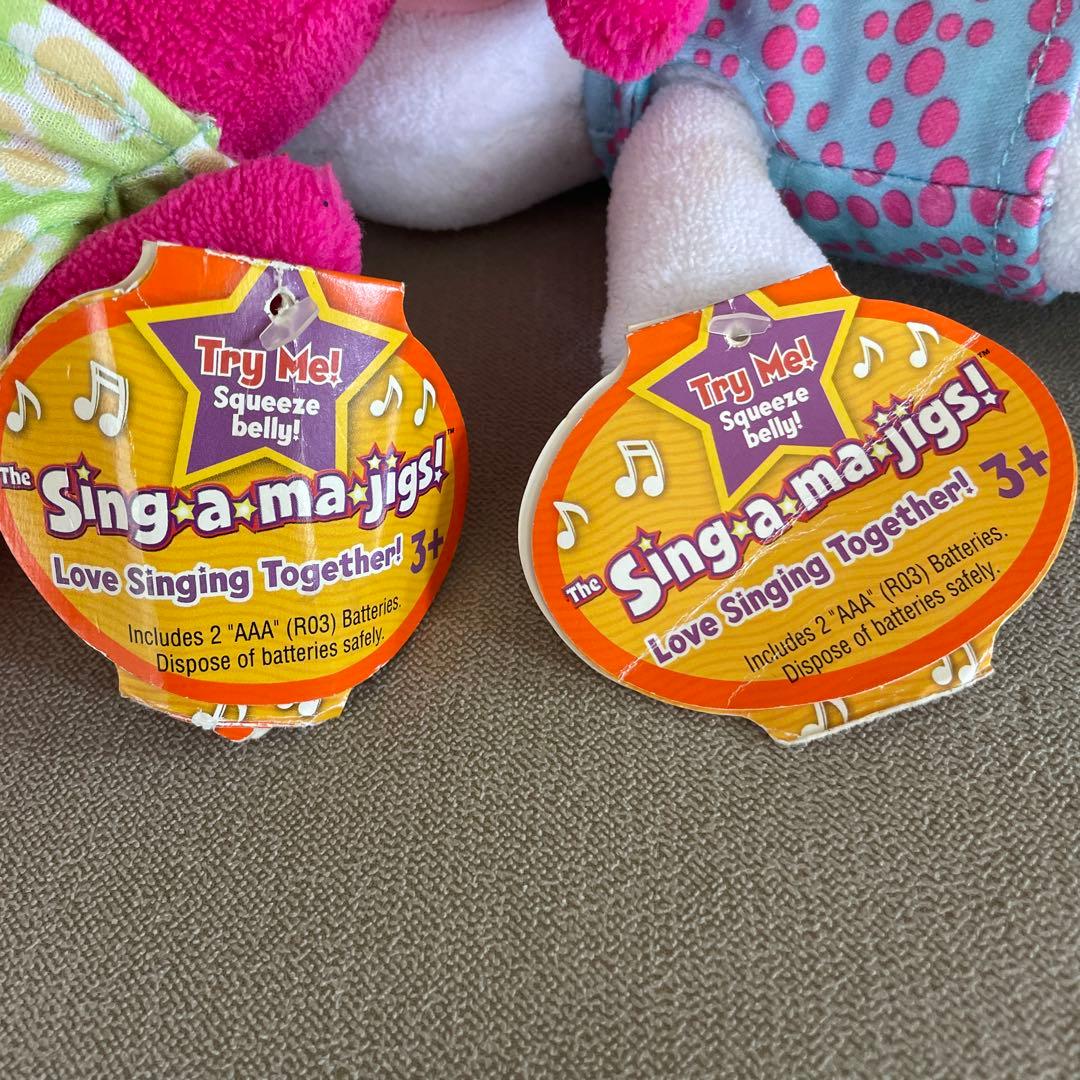 Try Me!
Squeeze
belly!
The Sing-a-ma-jigs!™
Love Singing Together! 3+
Includes 2 "AAA" (R03) Batteries.
Dispose of batteries safely.
Try Me!
Squeeze
belly!
The Sing-a-ma-jigs!™
Love Singing Together! 3+
Includes 2 "AAA" (R03) Batteries.
Dispose of batteries safely.